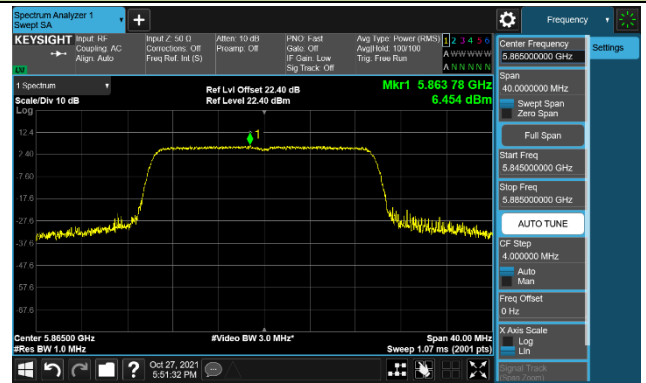 Spectrum Analyzer 1
Swept SA
Frequency
KEYSIGHT Input: RF
Coupling: AC
Align: Auto
Input Z: 50 Ω
Corrections: Off
Freq Ref: Int (S)
Atten: 10 dB
Preamp: Off
PNO: Fast
Gate: Off
IF Gain: Low
Sig Track: Off
Avg Type: Power (RMS)
Avg|Hold: 100/100
Trig: Free Run
1 2 3 4 5 6
A W W W W W
A N N N N N
LW
1 Spectrum
Scale/Div 10 dB
Log
Ref Lvl Offset 22.40 dB
Ref Level 22.40 dBm
Mkr1 5.863 78 GHz
6.454 dBm
1
12.4
2.40
-7.60
-17.6
-27.6
-37.6
-47.6
-57.6
-67.6
Center 5.86500 GHz
#Res BW 1.0 MHz
#Video BW 3.0 MHz*
Span 40.00 MHz
Sweep 1.07 ms (2001 pts)
Oct 27, 2021
5:51:32 PM
Center Frequency
5.865000000 GHz
Settings
Span
40.0000000 MHz
Swept Span
Zero Span
Full Span
Start Freq
5.845000000 GHz
Stop Freq
5.885000000 GHz
AUTO TUNE
CF Step
4.000000 MHz
Auto
Man
Freq Offset
0 Hz
X Axis Scale
Log
Lin
Signal Track
(Span Zoom)